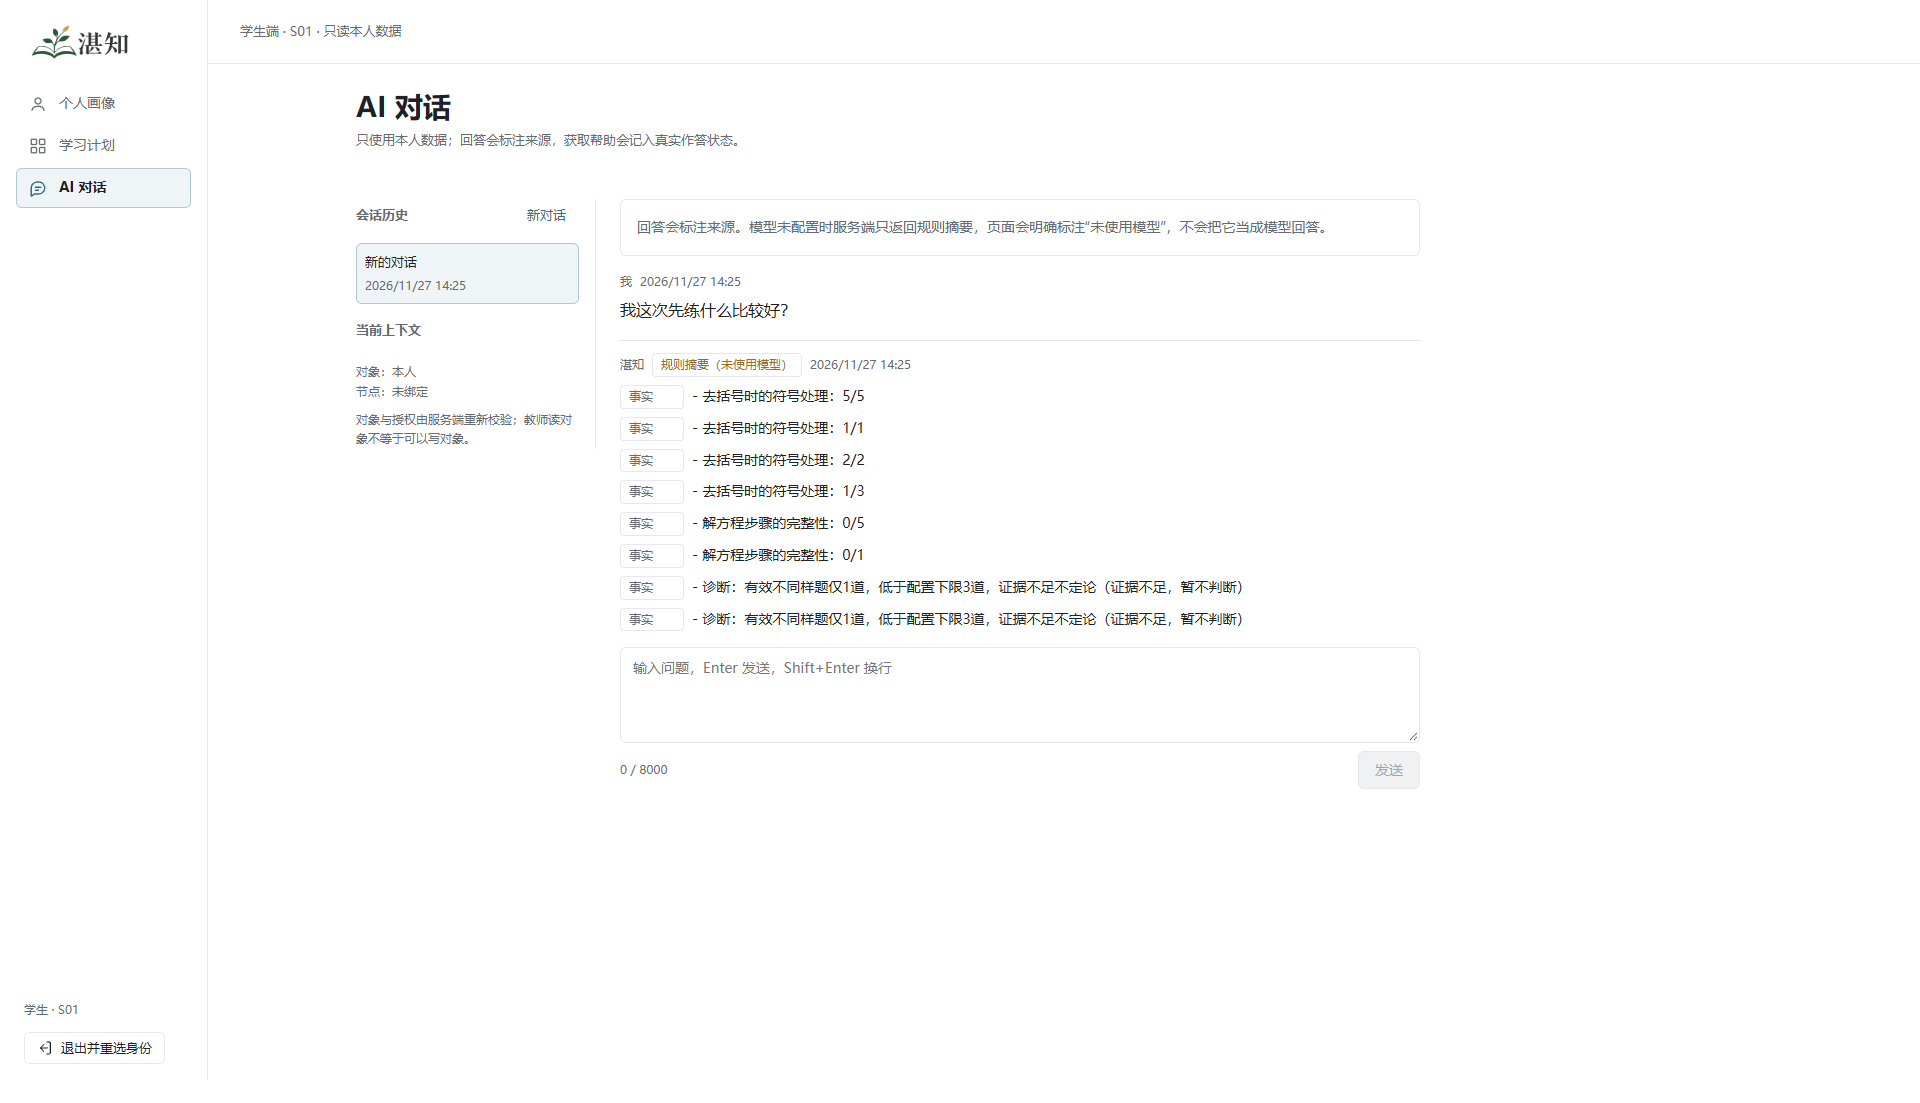 湛知
个人画像
学习计划
AI 对话
学生 · S01
退出并重选身份
学生端 · S01 · 只读本人数据
AI 对话
只使用本人数据；回答会标注来源，获取帮助会记入真实作答状态。
会话历史
新对话
新的对话
2026/11/27 14:25
当前上下文
对象：本人
节点：未绑定
对象与授权由服务端重新校验；教师读对
象不等于可以写对象。
回答会标注来源。模型未配置时服务端只返回规则摘要，页面会明确标注“未使用模型”，不会把它当成模型回答。
我 2026/11/27 14:25
我这次先练什么比较好？
湛知 规则摘要（未使用模型） 2026/11/27 14:25
事实 - 去括号时的符号处理：5/5
事实 - 去括号时的符号处理：1/1
事实 - 去括号时的符号处理：2/2
事实 - 去括号时的符号处理：1/3
事实 - 解方程步骤的完整性：0/5
事实 - 解方程步骤的完整性：0/1
事实 - 诊断：有效不同样题仅1道，低于配置下限3道，证据不足不定论（证据不足，暂不判断）
事实 - 诊断：有效不同样题仅1道，低于配置下限3道，证据不足不定论（证据不足，暂不判断）
输入问题，Enter 发送，Shift+Enter 换行
0 / 8000
发送